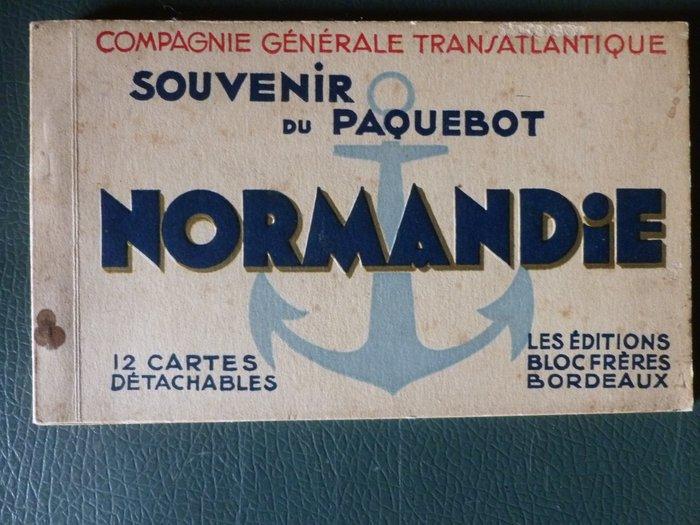 COMPAGNIE GÉNÉRALE TRANSATLANTIQUE
SOUVENIR
DU PAQUEBOT
NORMANDIE
12 CARTES
DÉTACHABLES
LES ÉDITIONS
BLOC FRÈRES
BORDEAUX